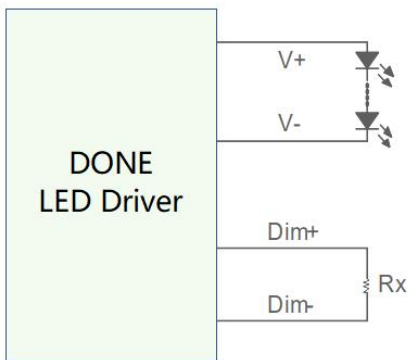 V+
V-
DONE
LED Driver
Dim+
Rx
Dim-